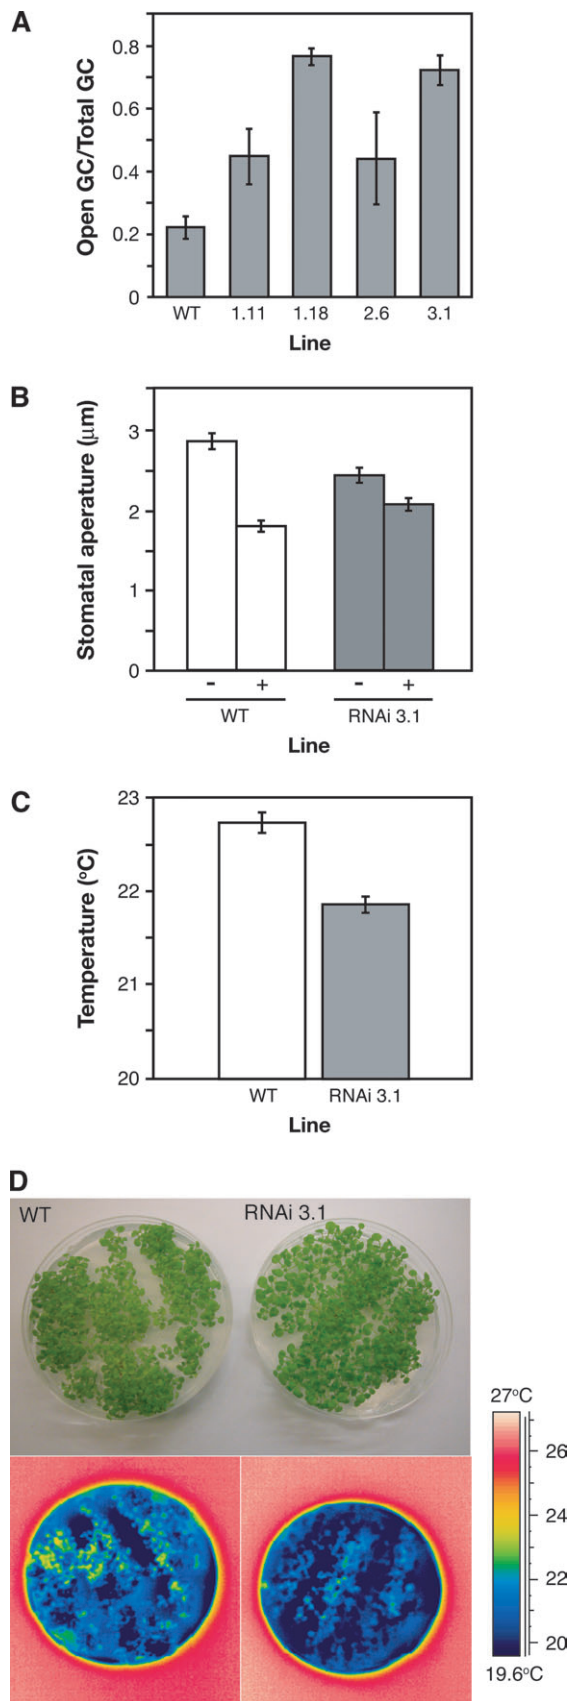 A
Open GC/Total GC
0.8
0.6
0.4
0.2
0
WT 1.11 1.18 2.6 3.1
Line
B
Stomatal aperature (μm)
3
2
1
0
- + - +
WT RNAi 3.1
Line
C
Temperature (°C)
23
22
21
20
WT RNAi 3.1
Line
D
WT RNAi 3.1
27°C
26
24
22
20
19.6°C